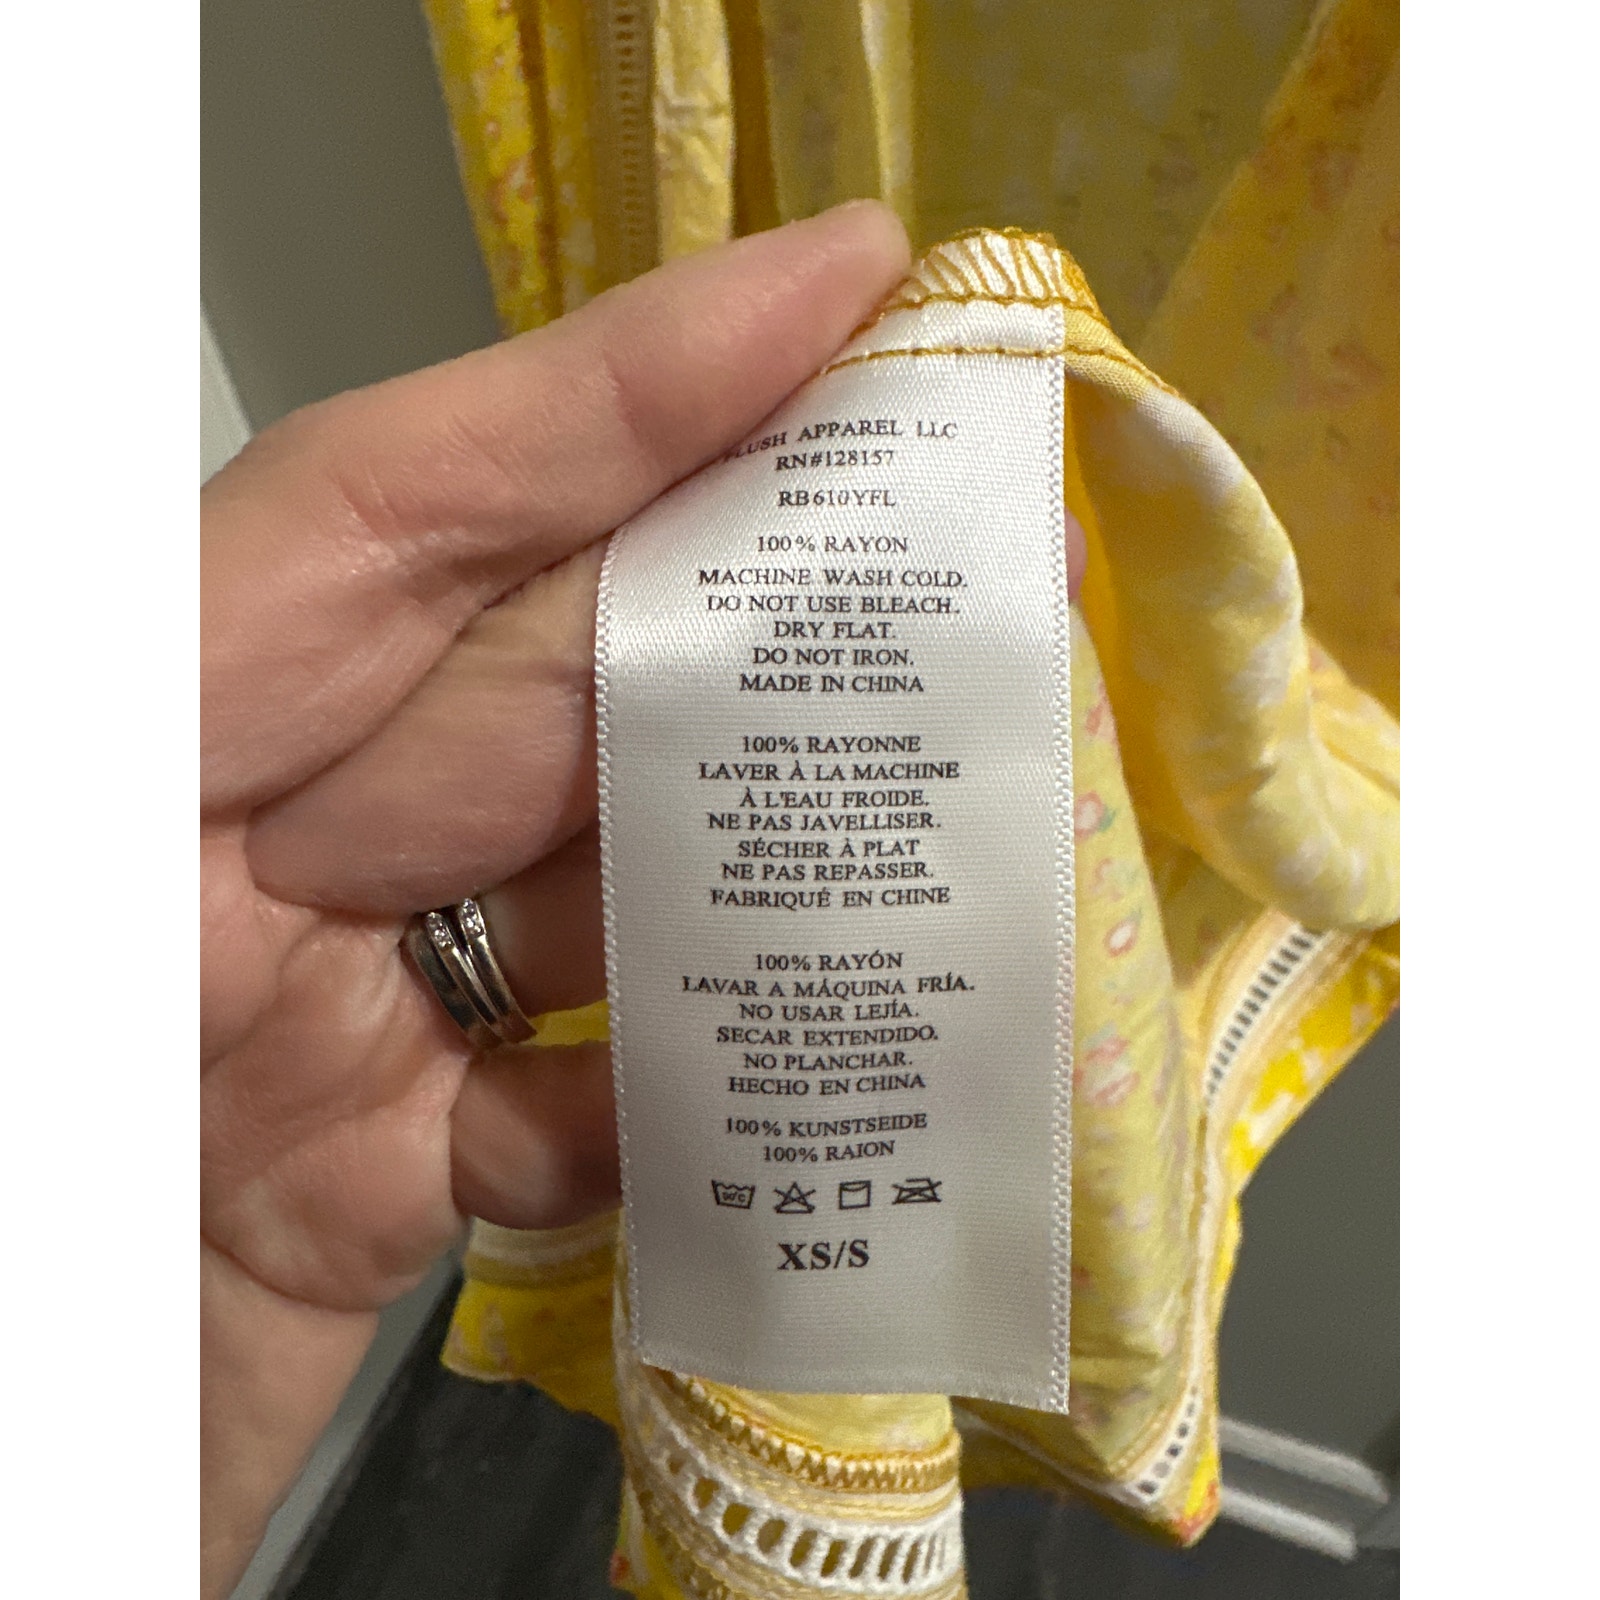 APPAREL LLC
RN#128157
RB610YFL
100% RAYON
MACHINE WASH COLD.
DO NOT USE BLEACH.
DRY FLAT.
DO NOT IRON.
MADE IN CHINA
100% RAYONNE
LAVER À LA MACHINE
À L'EAU FROIDE.
NE PAS JAVELLISER.
SÉCHER À PLAT
NE PAS REPASSER.
FABRIQUÉ EN CHINE
100% RAYÓN
LAVAR A MÁQUINA FRÍA.
NO USAR LEJÍA.
SECAR EXTENDIDO.
NO PLANCHAR.
HECHO EN CHINA
100% KUNSTSEIDE
100% RAION
XS/S